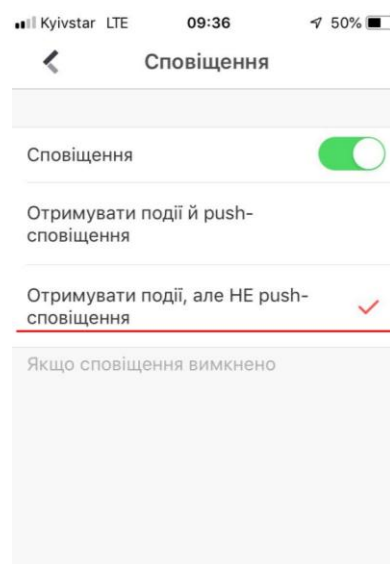 Kyivstar LTE 09:36 50%
Сповіщення
Сповіщення
Отримувати події й push-
сповіщення
Отримувати події, але НЕ push-
сповіщення
Якщо сповіщення вимкнено